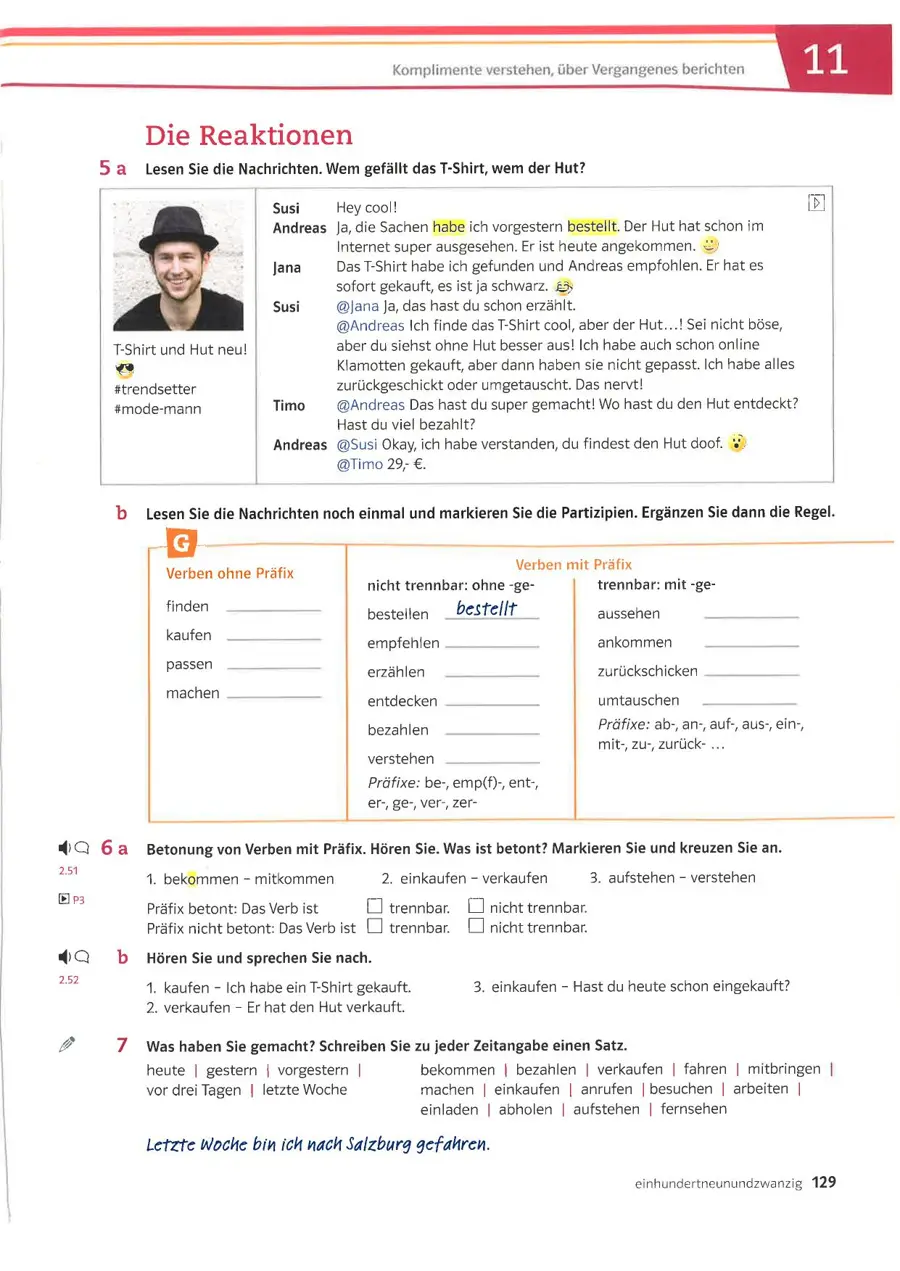 Komplimente verstehen, über Vergangenes berichten
11
Die Reaktionen
5 a Lesen Sie die Nachrichten. Wem gefällt das T-Shirt, wem der Hut?
T-Shirt und Hut neu!
#trendsetter
#mode-mann
Susi Hey cool!
Andreas Ja, die Sachen habe ich vorgestern bestellt. Der Hut hat schon im
Internet super ausgesehen. Er ist heute angekommen.
Jana Das T-Shirt habe ich gefunden und Andreas empfohlen. Er hat es
sofort gekauft, es ist ja schwarz.
Susi @Jana Ja, das hast du schon erzählt.
@Andreas Ich finde das T-Shirt cool, aber der Hut...! Sei nicht böse,
aber du siehst ohne Hut besser aus! Ich habe auch schon online
Klamotten gekauft, aber dann haben sie nicht gepasst. Ich habe alles
zurückgeschickt oder umgetauscht. Das nervt!
Timo @Andreas Das hast du super gemacht! Wo hast du den Hut entdeckt?
Hast du viel bezahlt?
Andreas @Susi Okay, ich habe verstanden, du findest den Hut doof.
@Timo 29,- €.
b Lesen Sie die Nachrichten noch einmal und markieren Sie die Partizipien. Ergänzen Sie dann die Regel.
G
Verben ohne Präfix
finden
kaufen
passen
machen
Verben mit Präfix
nicht trennbar: ohne -ge-
bestellen bestellt
empfehlen
erzählen
entdecken
bezahlen
verstehen
Präfixe: be-, emp(f)-, ent-,
er-, ge-, ver-, zer-
trennbar: mit -ge-
aussehen
ankommen
zurückschicken
umtauschen
Präfixe: ab-, an-, auf-, aus-, ein-,
mit-, zu-, zurück- ...
6 a Betonung von Verben mit Präfix. Hören Sie. Was ist betont? Markieren Sie und kreuzen Sie an.
2.51
P3
1. bekommen – mitkommen 2. einkaufen – verkaufen 3. aufstehen – verstehen
Präfix betont: Das Verb ist ☐ trennbar. ☐ nicht trennbar.
Präfix nicht betont: Das Verb ist ☐ trennbar. ☐ nicht trennbar.
b Hören Sie und sprechen Sie nach.
2.52
1. kaufen – Ich habe ein T-Shirt gekauft. 3. einkaufen – Hast du heute schon eingekauft?
2. verkaufen – Er hat den Hut verkauft.
7 Was haben Sie gemacht? Schreiben Sie zu jeder Zeitangabe einen Satz.
heute | gestern | vorgestern |
vor drei Tagen | letzte Woche
bekommen | bezahlen | verkaufen | fahren | mitbringen |
machen | einkaufen | anrufen | besuchen | arbeiten |
einladen | abholen | aufstehen | fernsehen
Letzte Woche bin ich nach Salzburg gefahren.
einhundertneunundzwanzig 129